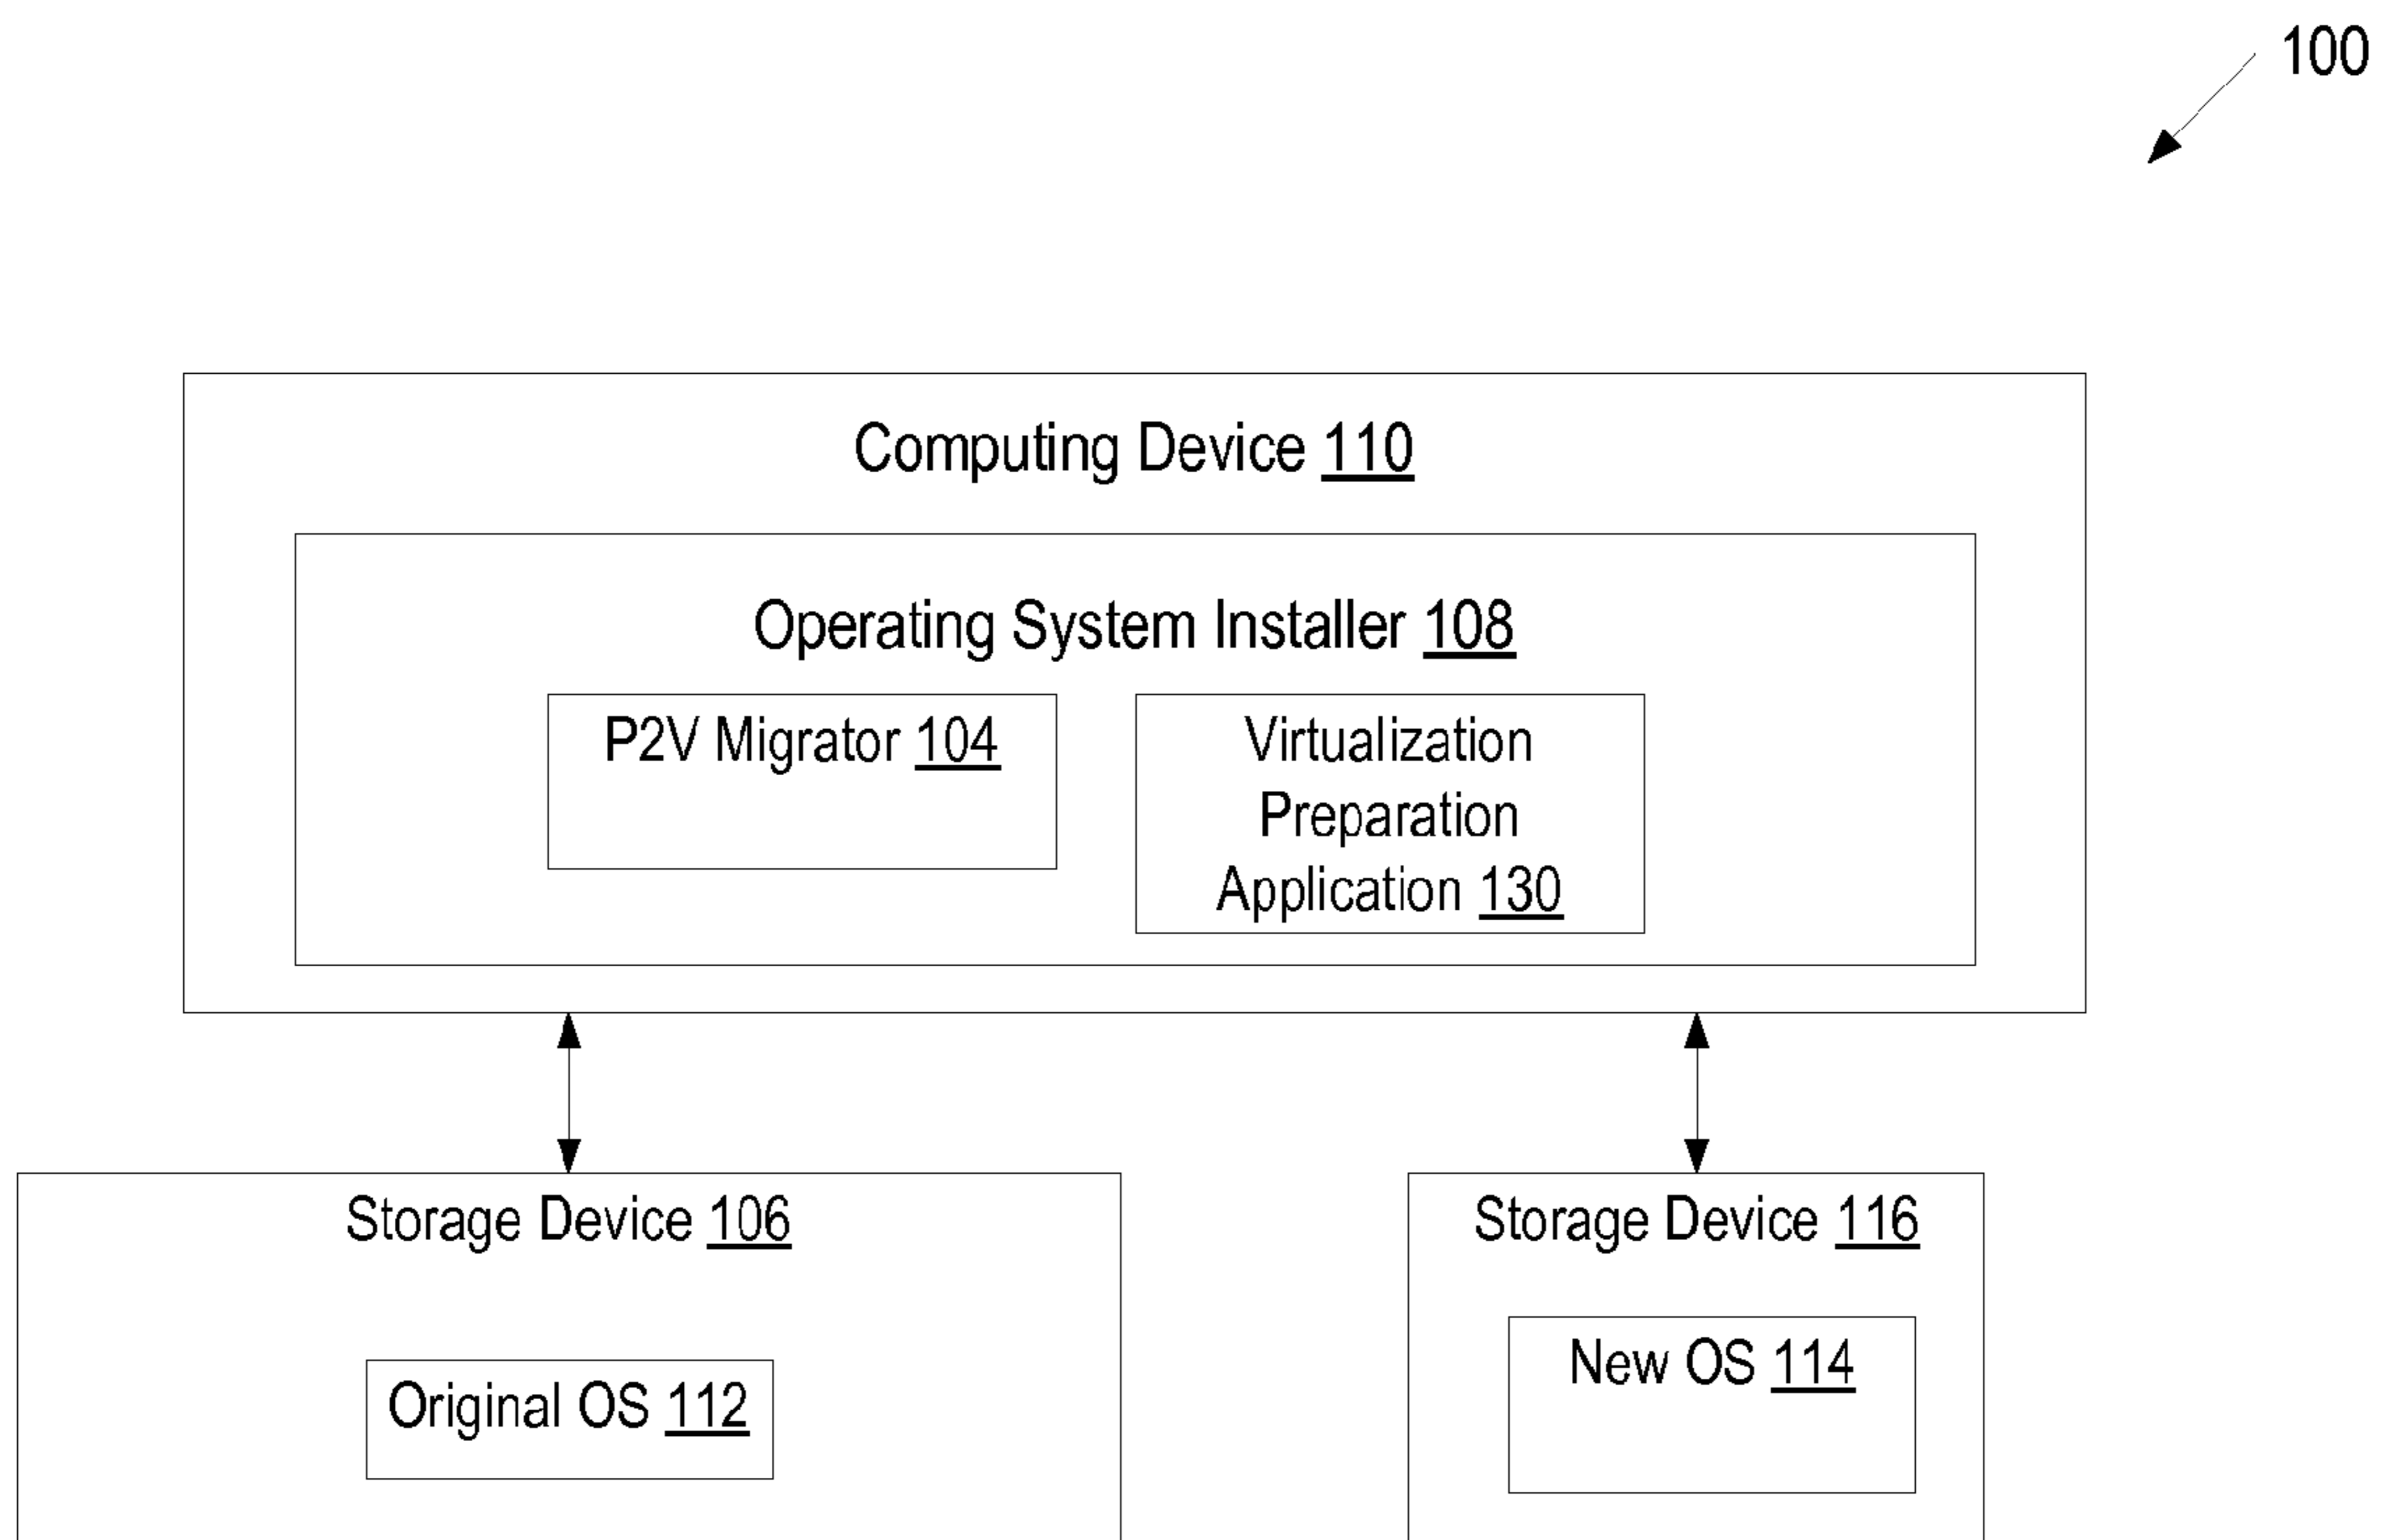 100
Computing Device 110
Operating System Installer 108
P2V Migrator 104
Virtualization
Preparation
Application 130
Storage Device 106
Storage Device 116
Original OS 112
New OS 114